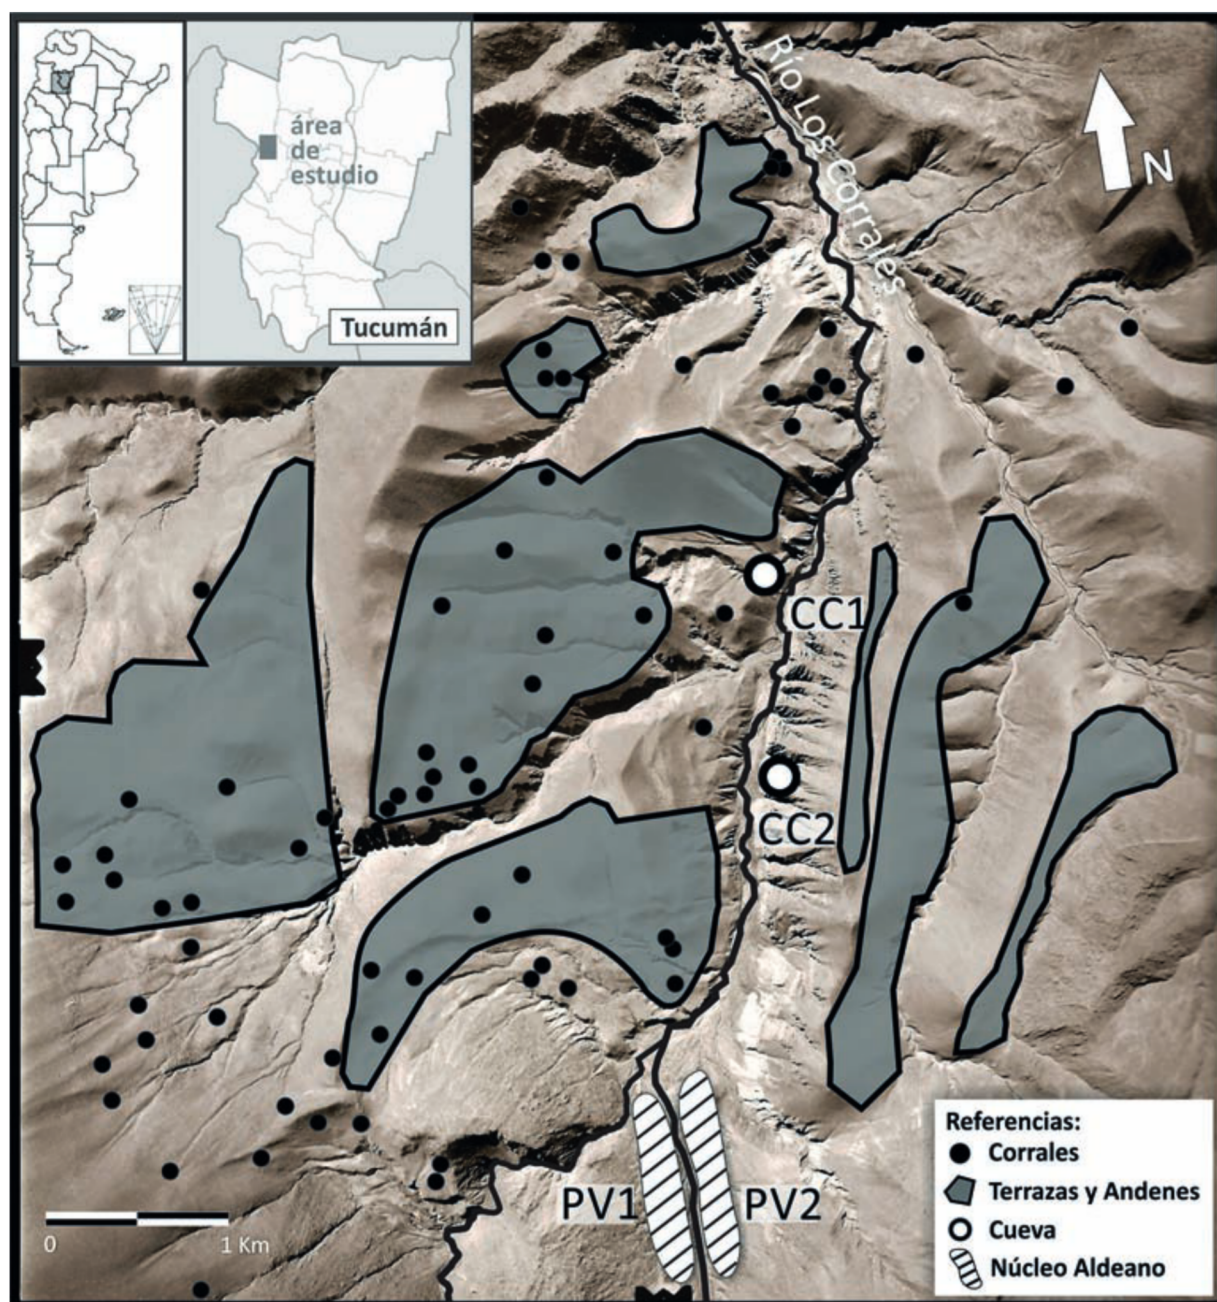 área
de
estudio
Tucumán
Río Los Corrales
N
CC1
CC2
PV1
PV2
0
1 Km
Referencias:
Corrales
Terrazas y Andenes
Cueva
Núcleo Aldeano